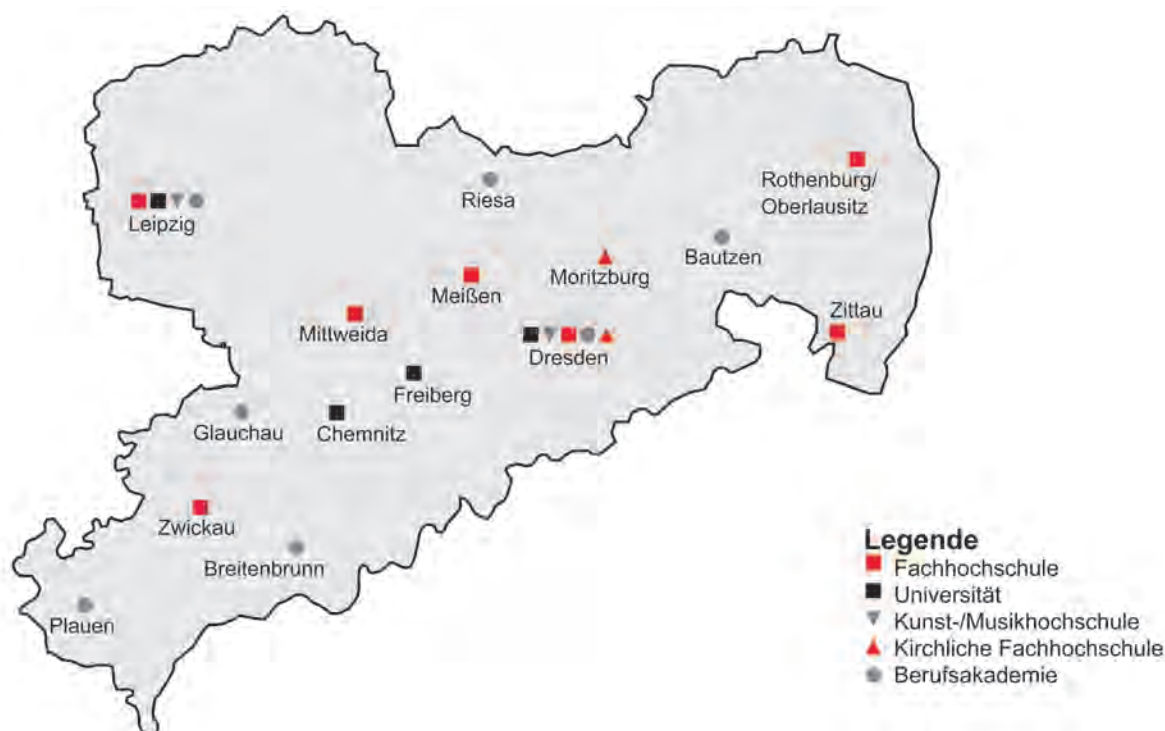 Riesa
Rothenburg/
Oberlausitz
Leipzig
Bautzen
Moritzburg
Meißen
Zittau
Mittweida
Dresden
Freiberg
Glauchau
Chemnitz
Zwickau
Breitenbrunn
Plauen
Legende
Fachhochschule
Universität
Kunst-/Musikhochschule
Kirchliche Fachhochschule
Berufsakademie